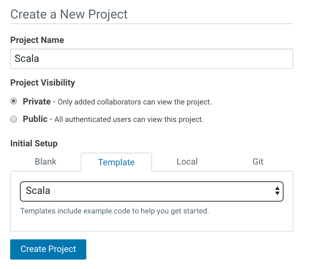 Create a New Project
Project Name
Scala
Project Visibility
Private - Only added collaborators can view the project.
Public - All authenticated users can view this project.
Initial Setup
Blank Template Local Git
Scala
Templates include example code to help you get started.
Create Project